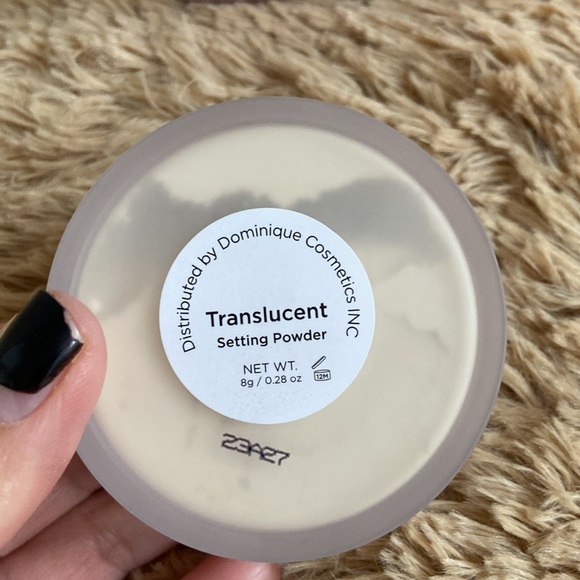 Distributed by Dominique Cosmetics INC
Translucent
Setting Powder
NET WT.
8g / 0.28 oz
12M
23A27